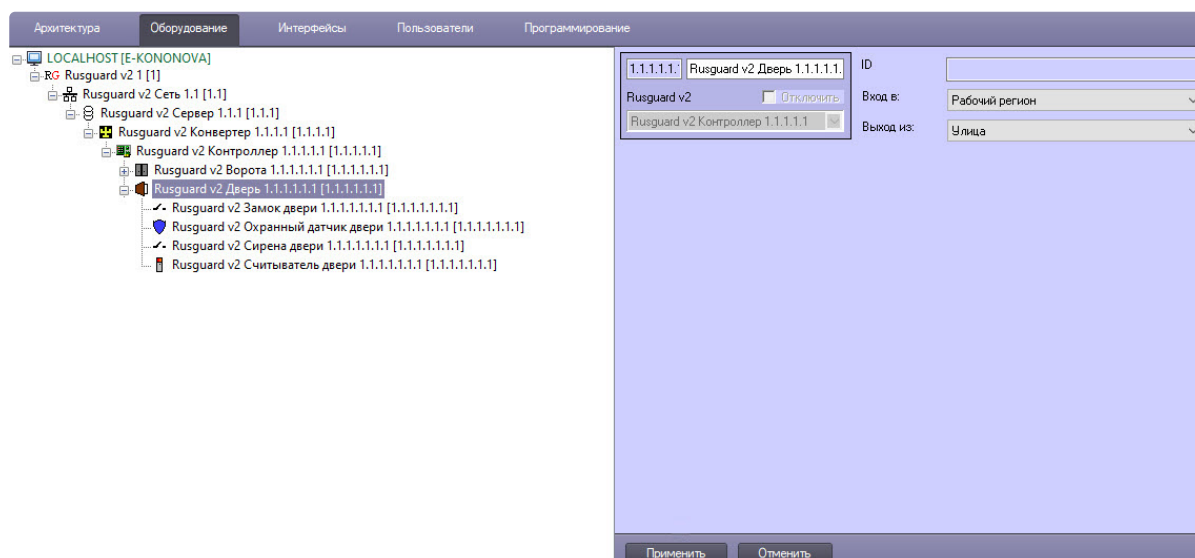 Архитектура Оборудование Интерфейсы Пользователи Программирование
LOCALHOST [E-KONONOVA]
RG Rusguard v2 1 [1]
Rusguard v2 Сеть 1.1 [1.1]
Rusguard v2 Сервер 1.1.1 [1.1.1]
Rusguard v2 Конвертер 1.1.1.1 [1.1.1.1]
Rusguard v2 Контроллер 1.1.1.1.1 [1.1.1.1.1]
Rusguard v2 Ворота 1.1.1.1.1.1 [1.1.1.1.1.1]
Rusguard v2 Дверь 1.1.1.1.1.1 [1.1.1.1.1.1]
Rusguard v2 Замок двери 1.1.1.1.1.1.1 [1.1.1.1.1.1.1]
Rusguard v2 Охранный датчик двери 1.1.1.1.1.1.1 [1.1.1.1.1.1.1]
Rusguard v2 Сирена двери 1.1.1.1.1.1.1 [1.1.1.1.1.1.1]
Rusguard v2 Считыватель двери 1.1.1.1.1.1.1 [1.1.1.1.1.1.1]
1.1.1.1.1. Rusguard v2 Дверь 1.1.1.1.1.
Rusguard v2 Отключить
Rusguard v2 Контроллер 1.1.1.1.1
ID
Вход в: Рабочий регион
Выход из: Улица
Применить Отменить